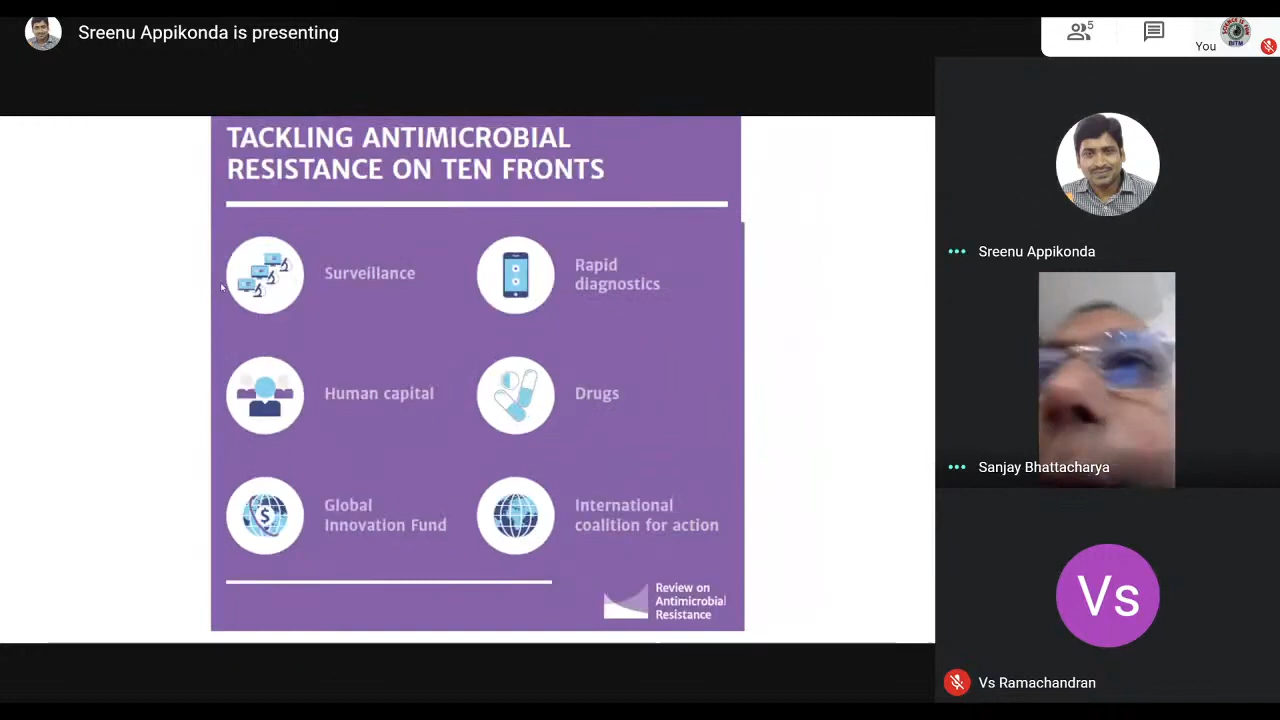 Sreenu Appikonda is presenting
5
You
TACKLING ANTIMICROBIAL
RESISTANCE ON TEN FRONTS
Surveillance
Rapid
diagnostics
Human capital
Drugs
Global
Innovation Fund
International
coalition for action
Review on
Antimicrobial
Resistance
Sreenu Appikonda
Sanjay Bhattacharya
Vs
Vs Ramachandran